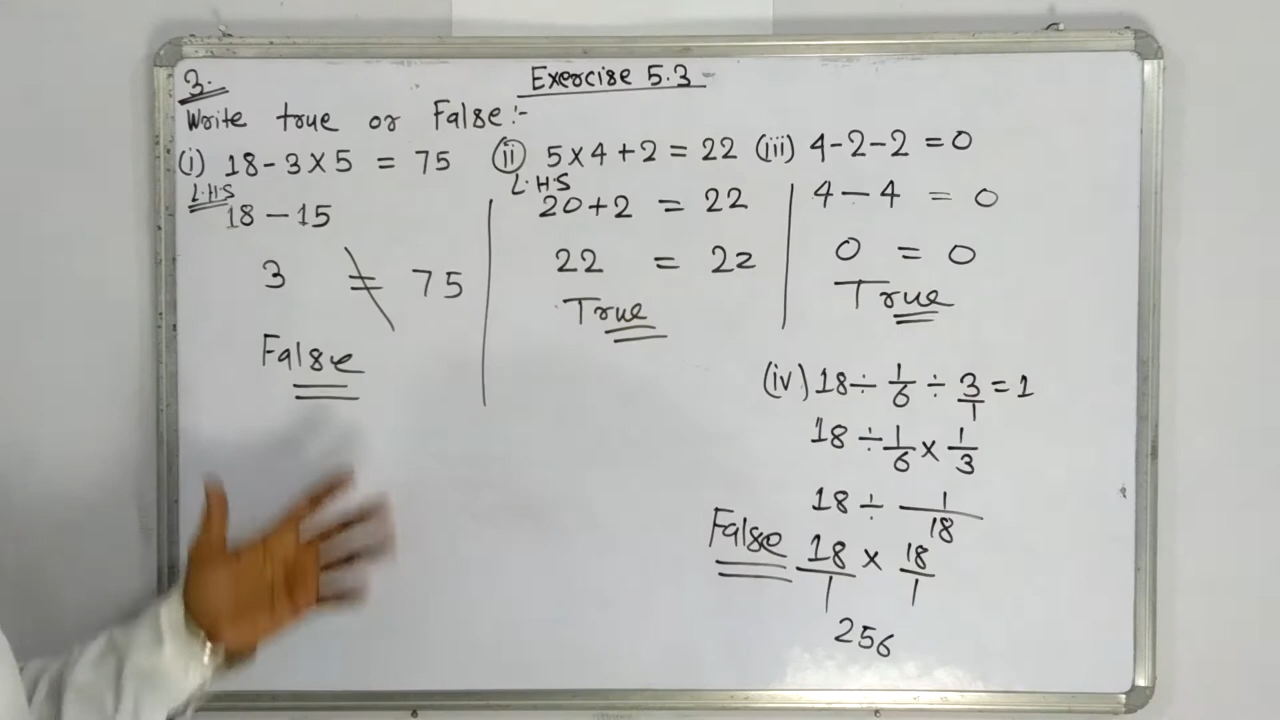 3.
Exercise 5.3
Write true or False:-
(i) 18-3×5 = 75
L.H.S
18-15
3 ≠ 75
False
(ii) 5×4+2 = 22
L.H.S
20+2 = 22
22 = 22
True
(iii) 4-2-2 = 0
4-4 = 0
0 = 0
True
(iv) 18÷1/6÷3/1=1
18÷1/6×1/3
18÷1/18
False 18/1×18/1
256